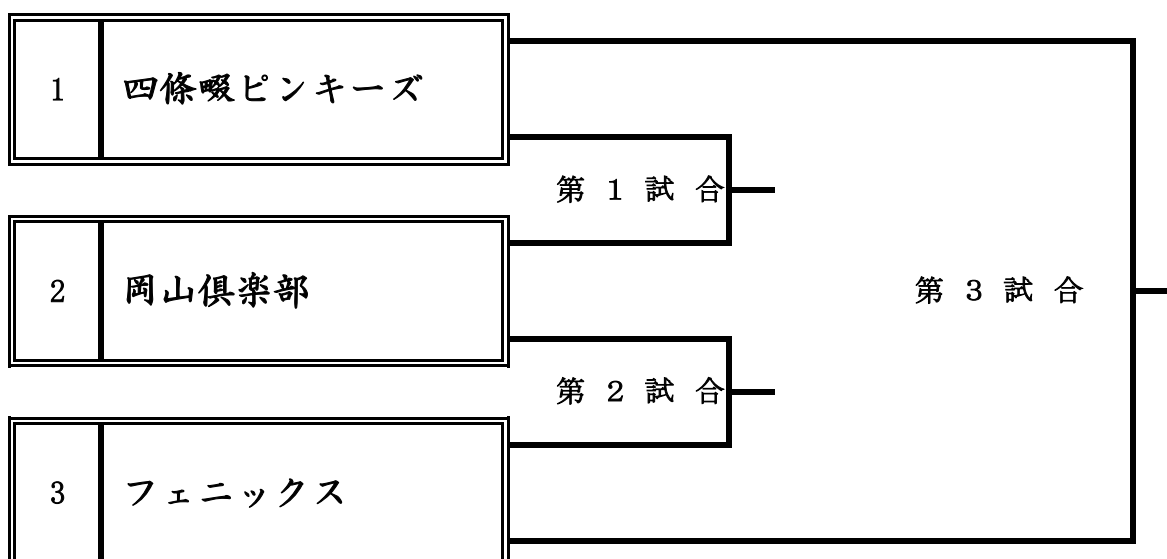 1 四條畷ピンキーズ
第1試合
2 岡山倶楽部
第3試合
第2試合
3 フェニックス